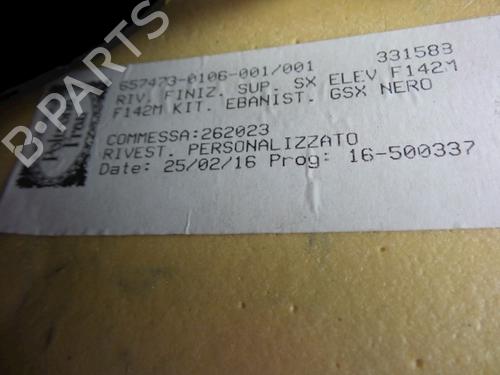 657473-0106-001/001 331583
RIV. FINIZ. SUP. SX ELEV F142M
F142M KIT. EBANIST. GSX NERO
COMMESSA:262023
RIVEST. PERSONALIZZATO
Date: 25/02/16 Prog: 16-500337
B-PARTS